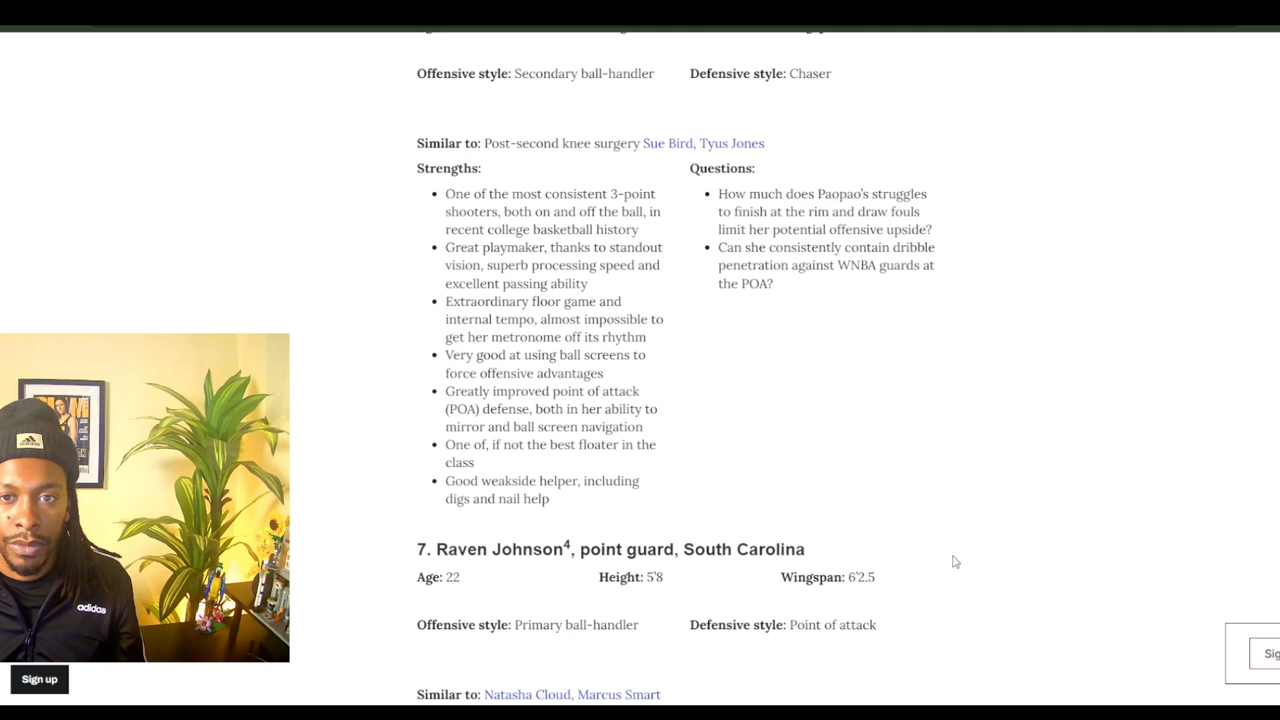 Offensive style: Secondary ball-handler
Defensive style: Chaser
Similar to: Post-second knee surgery Sue Bird, Tyus Jones
Strengths:
• One of the most consistent 3-point
shooters, both on and off the ball, in
recent college basketball history
• Great playmaker, thanks to standout
vision, superb processing speed and
excellent passing ability
• Extraordinary floor game and
internal tempo, almost impossible to
get her metronome off its rhythm
• Very good at using ball screens to
force offensive advantages
• Greatly improved point of attack
(POA) defense, both in her ability to
mirror and ball screen navigation
• One of, if not the best floater in the
class
• Good weakside helper, including
digs and nail help
Questions:
• How much does Paopao's struggles
to finish at the rim and draw fouls
limit her potential offensive upside?
• Can she consistently contain dribble
penetration against WNBA guards at
the POA?
7. Raven Johnson4, point guard, South Carolina
Age: 22
Height: 5'8
Wingspan: 6'2.5
Offensive style: Primary ball-handler
Defensive style: Point of attack
Similar to: Natasha Cloud, Marcus Smart
adidas
adidas
Sign up
Sig